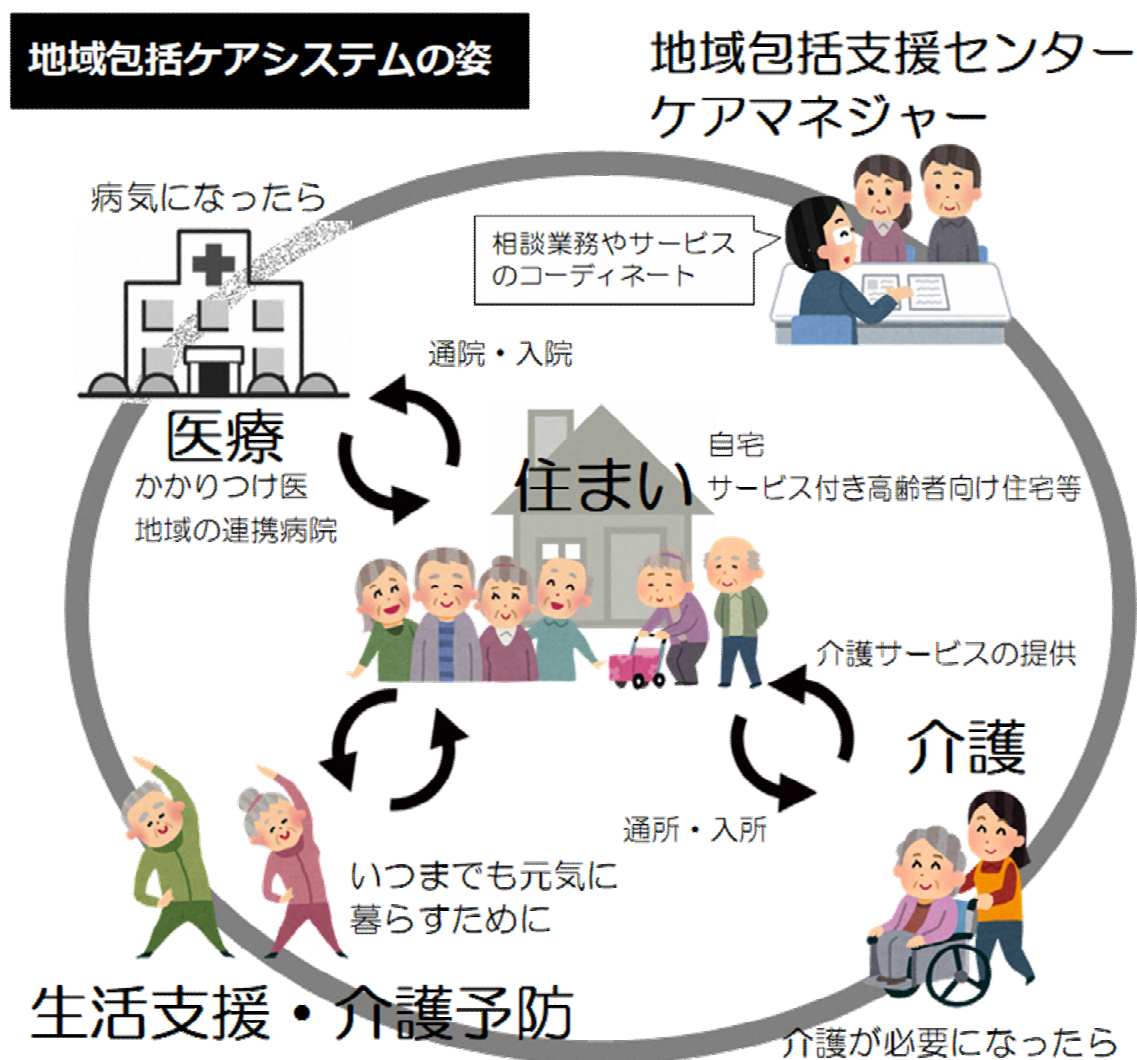 地域包括ケアシステムの姿
地域包括支援センター
ケアマネジャー
病気になったら
相談業務やサービス
のコーディネート
通院・入院
医療
かかりつけ医
地域の連携病院
住まい
自宅
サービス付き高齢者向け住宅等
介護サービスの提供
介護
通所・入所
いつまでも元気に
暮らすために
生活支援・介護予防
介護が必要になったら